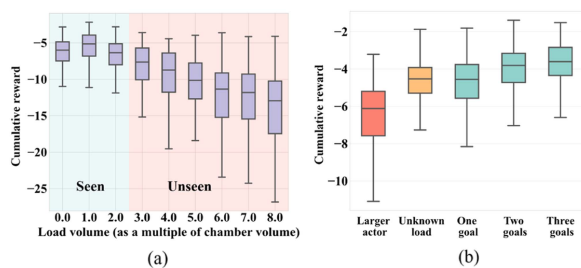 Cumulative reward
−5
−10
−15
−20
−25
Seen Unseen
0.0 1.0 2.0 3.0 4.0 5.0 6.0 7.0 8.0
Load volume (as a multiple of chamber volume)
(a)
Cumulative reward
−2
−4
−6
−8
−10
Larger actor
Unknown load
One goal
Two goals
Three goals
(b)